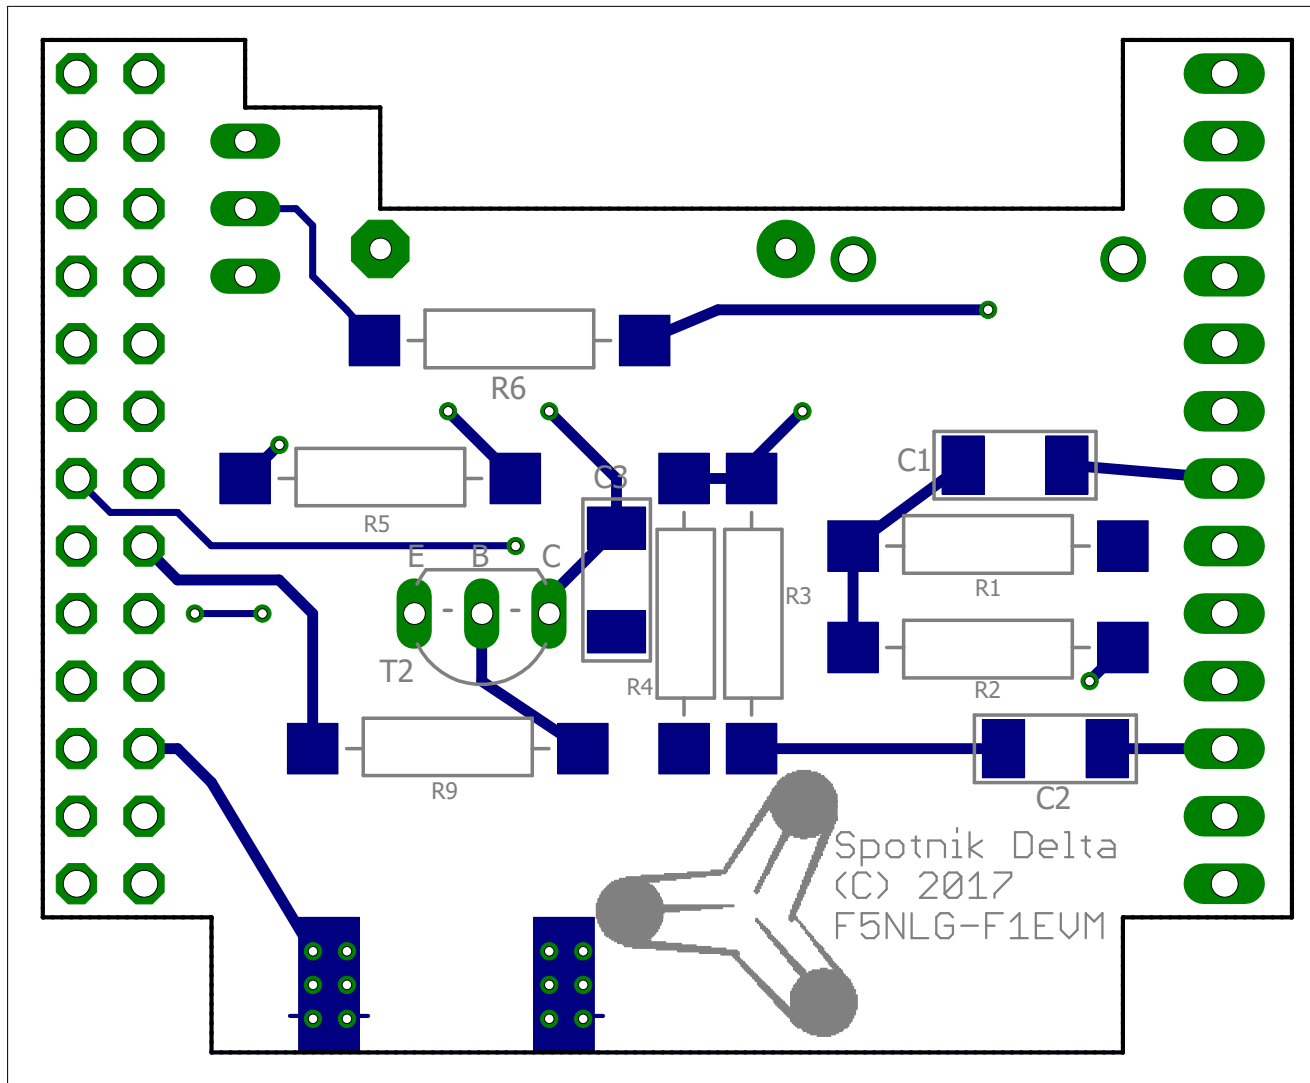 R6
C3
C1
R5
E B C
R1
R3
T2
R4
R2
R9
C2
Spotnik Delta
(C) 2017
F5NLG-F1EVM